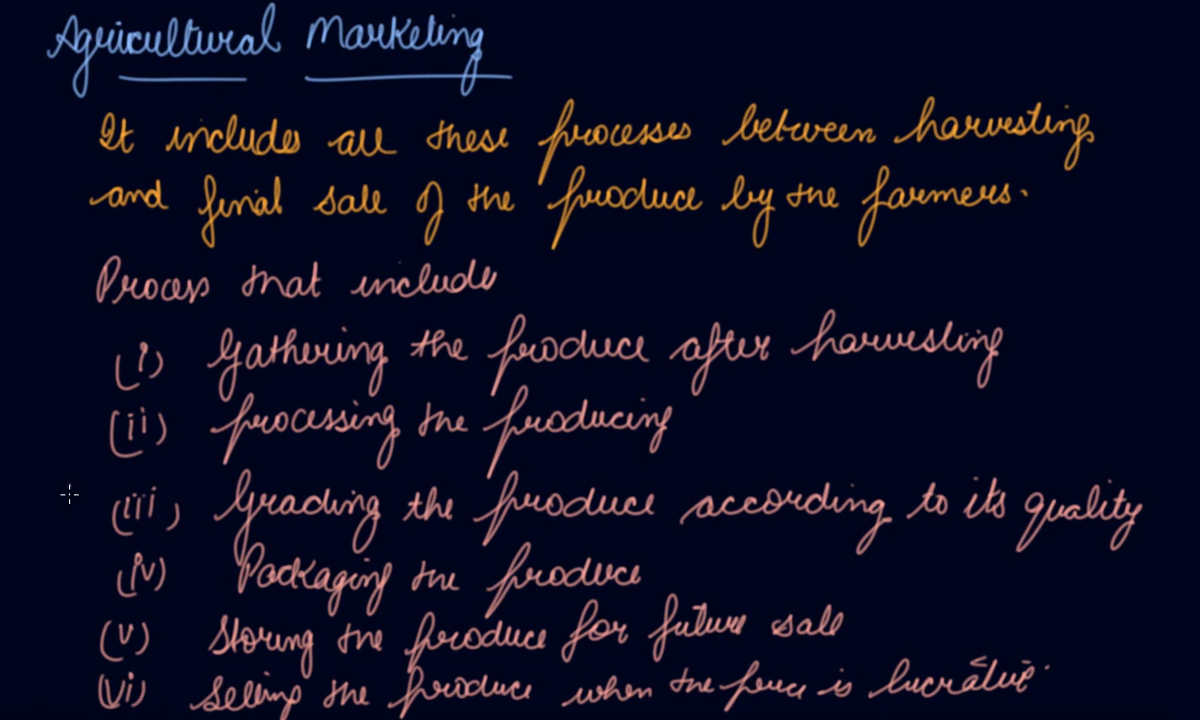 Agricultural Marketing
It includes all these processes between harvesting
and final sale of the produce by the farmers.
Process that include
(i) Gathering the produce after harvesting
(ii) processing the producing
(iii) Grading the produce according to its quality
(iv) Packaging the produce
(v) Storing the produce for future sale
(vi) Selling the produce when the price is lucrative.